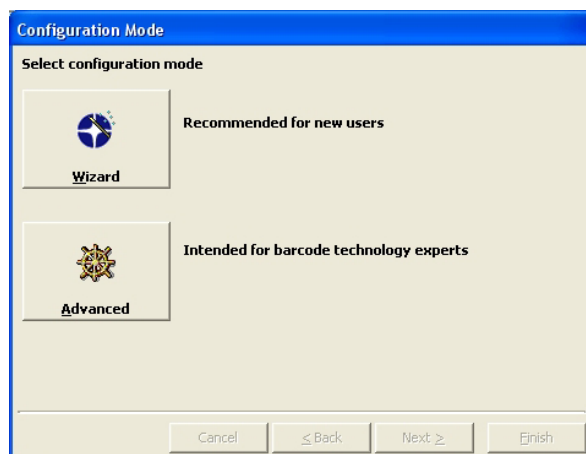 Configuration Mode
Select configuration mode
Recommended for new users
Wizard
Intended for barcode technology experts
Advanced
Cancel
< Back
Next >
Finish